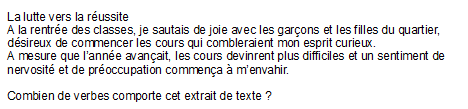 La lutte vers la réussite
A la rentrée des classes, je sautais de joie avec les garçons et les filles du quartier,
désireux de commencer les cours qui combleraient mon esprit curieux.
A mesure que l'année avançait, les cours devinrent plus difficiles et un sentiment de
nervosité et de préoccupation commença à m'envahir.
Combien de verbes comporte cet extrait de texte ?